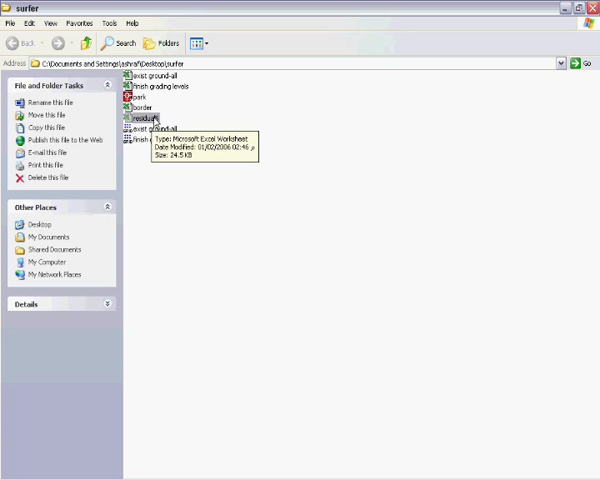 surfer
File Edit View Favorites Tools Help
Back Search Folders
Address C:\Documents and Settings\ashraf\Desktop\surfer Go
File and Folder Tasks
Rename this file
Move this file
Copy this file
Publish this file to the Web
E-mail this file
Print this file
Delete this file
Other Places
Desktop
My Documents
Shared Documents
My Computer
My Network Places
Details
exist ground-all
finish grading levels
park
border
residuals
exist ground-all
finish
Type: Microsoft Excel Worksheet
Date Modified: 01/02/2006 02:46 م
Size: 24.5 KB